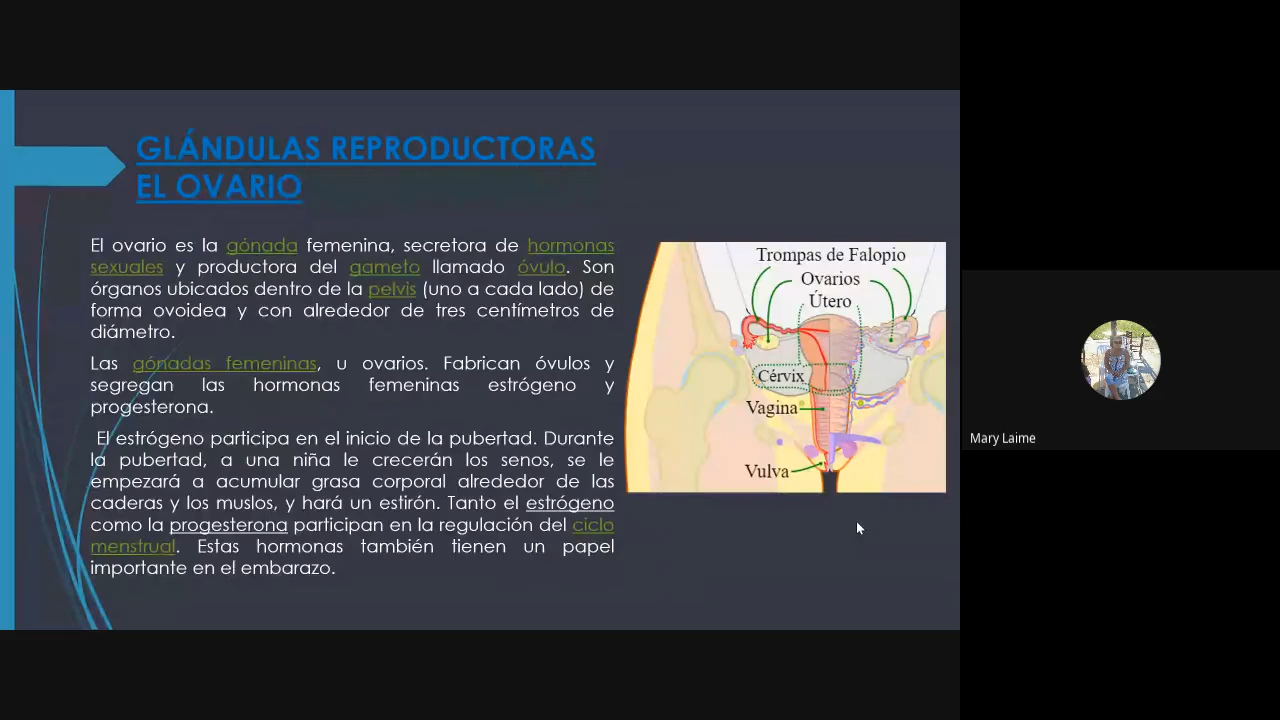 GLÁNDULAS REPRODUCTORAS
EL OVARIO
El ovario es la gónada femenina, secretora de hormonas
sexuales y productora del gameto llamado óvulo. Son
órganos ubicados dentro de la pelvis (uno a cada lado) de
forma ovoidea y con alrededor de tres centímetros de
diámetro.
Las gónadas femeninas, u ovarios. Fabrican óvulos y
segregan las hormonas femeninas estrógeno y
progesterona.
El estrógeno participa en el inicio de la pubertad. Durante
la pubertad, a una niña le crecerán los senos, se le
empezará a acumular grasa corporal alrededor de las
caderas y los muslos, y hará un estirón. Tanto el estrógeno
como la progesterona participan en la regulación del ciclo
menstrual. Estas hormonas también tienen un papel
importante en el embarazo.
Trompas de Falopio
Ovarios
Útero
Cérvix
Vagina
Vulva
Mary Laime